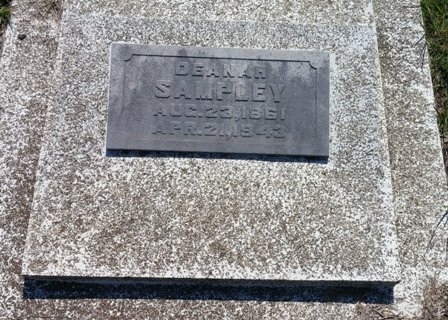 DEANAH
SAMPLEY
AUG. 23, 1861
APR. 21, 1943